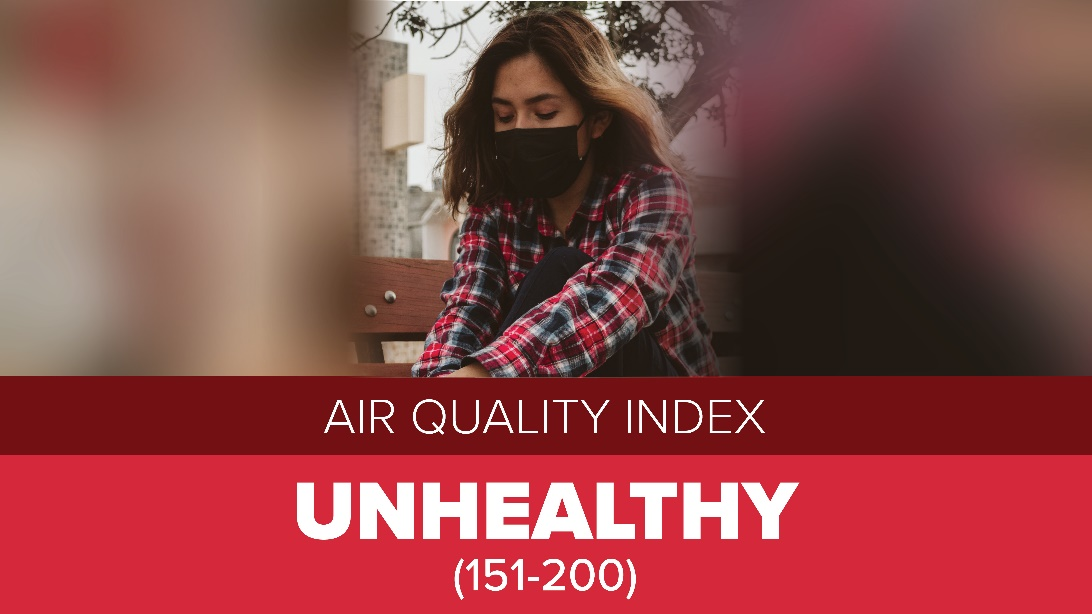 AIR QUALITY INDEX
UNHEALTHY
(151-200)